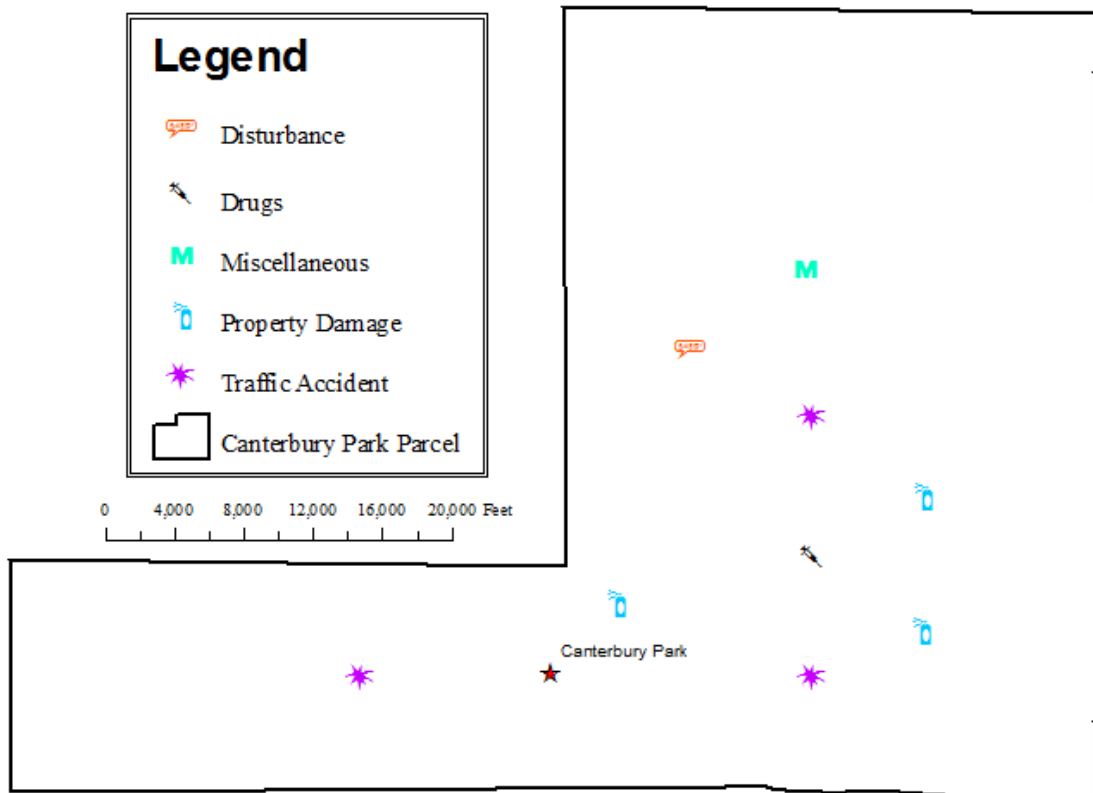 Legend
Disturbance
Drugs
M Miscellaneous
Property Damage
Traffic Accident
Canterbury Park Parcel
0 4,000 8,000 12,000 16,000 20,000 Feet
M
Canterbury Park